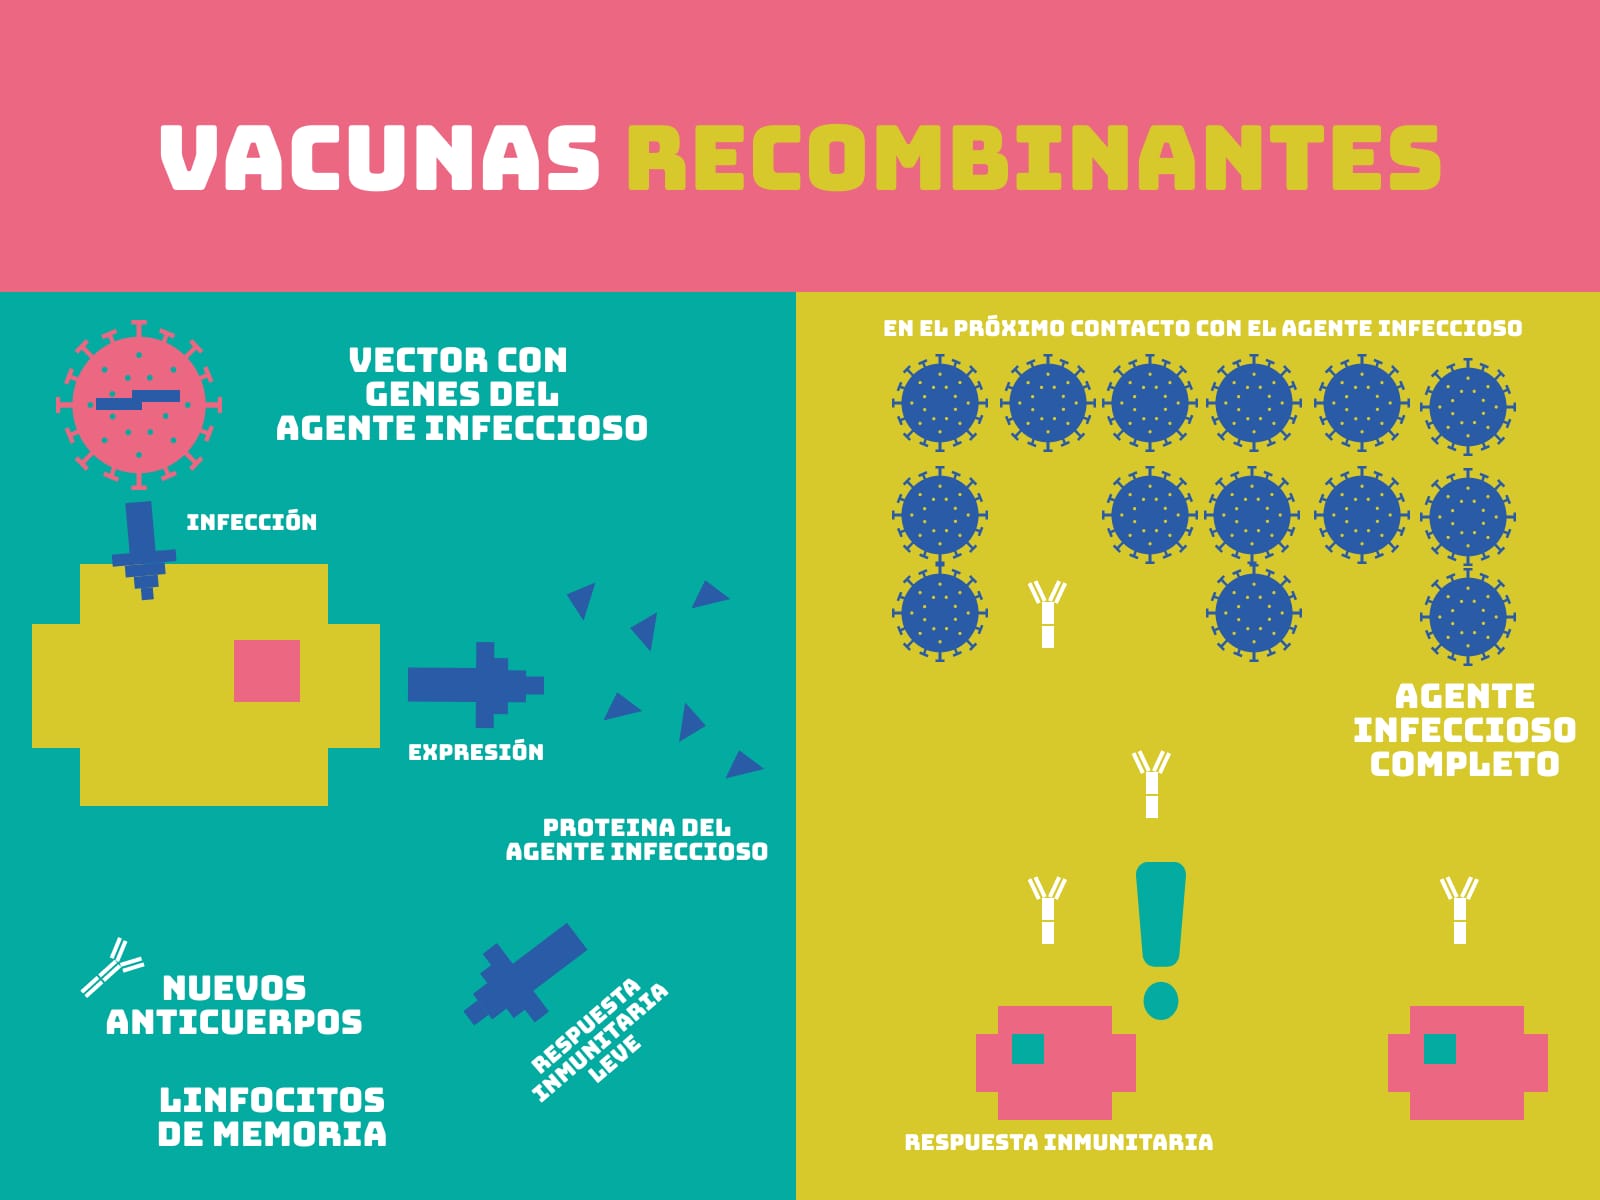 VACUNAS RECOMBINANTES
VECTOR CON
GENES DEL
AGENTE INFECCIOSO
INFECCIÓN
EXPRESIÓN
PROTEINA DEL
AGENTE INFECCIOSO
RESPUESTA
INMUNITARIA
LEVE
NUEVOS
ANTICUERPOS
LINFOCITOS
DE MEMORIA
EN EL PRÓXIMO CONTACTO CON EL AGENTE INFECCIOSO
AGENTE
INFECCIOSO
COMPLETO
!
RESPUESTA INMUNITARIA